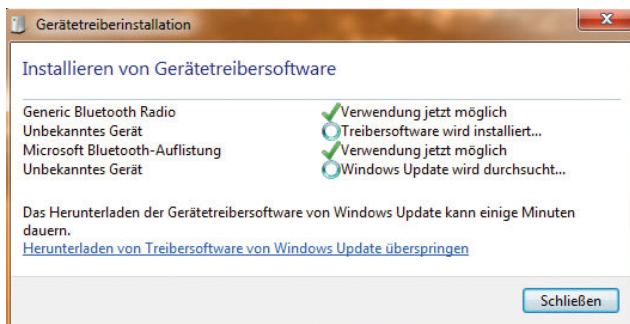 Gerätetreiberinstallation
Installieren von Gerätetreibersoftware
Generic Bluetooth Radio Verwendung jetzt möglich
Unbekanntes Gerät Treibersoftware wird installiert...
Microsoft Bluetooth-Auflistung Verwendung jetzt möglich
Unbekanntes Gerät Windows Update wird durchsucht...
Das Herunterladen der Gerätetreibersoftware von Windows Update kann einige Minuten
dauern.
Herunterladen von Treibersoftware von Windows Update überspringen
Schließen